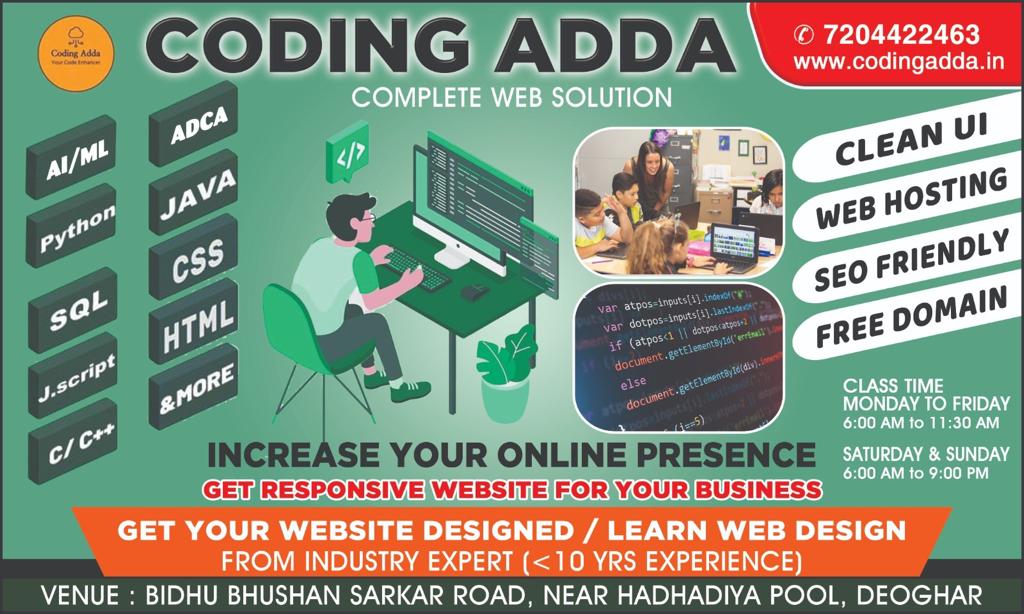 Coding Adda
Your Code Enhancer
CODING ADDA
COMPLETE WEB SOLUTION
✆ 7204422463
www.codingadda.in
AI/ML
ADCA
Python
JAVA
SQL
CSS
J.script
HTML
C/ C++
&MORE
</>
CLEAN UI
WEB HOSTING
SEO FRIENDLY
FREE DOMAIN
var atpos=inputs[i].indexOf("@");
var dotpos=inputs[i].lastIndexOf(
if (atpos<1 || dotpos<atpos+2
document.getElementById('errEmail').
else
document.getElementById(div).
(i==5)
CLASS TIME
MONDAY TO FRIDAY
6:00 AM to 11:30 AM
SATURDAY & SUNDAY
6:00 AM to 9:00 PM
INCREASE YOUR ONLINE PRESENCE
GET RESPONSIVE WEBSITE FOR YOUR BUSINESS
GET YOUR WEBSITE DESIGNED / LEARN WEB DESIGN
FROM INDUSTRY EXPERT (<10 YRS EXPERIENCE)
VENUE : BIDHU BHUSHAN SARKAR ROAD, NEAR HADHADIYA POOL, DEOGHAR